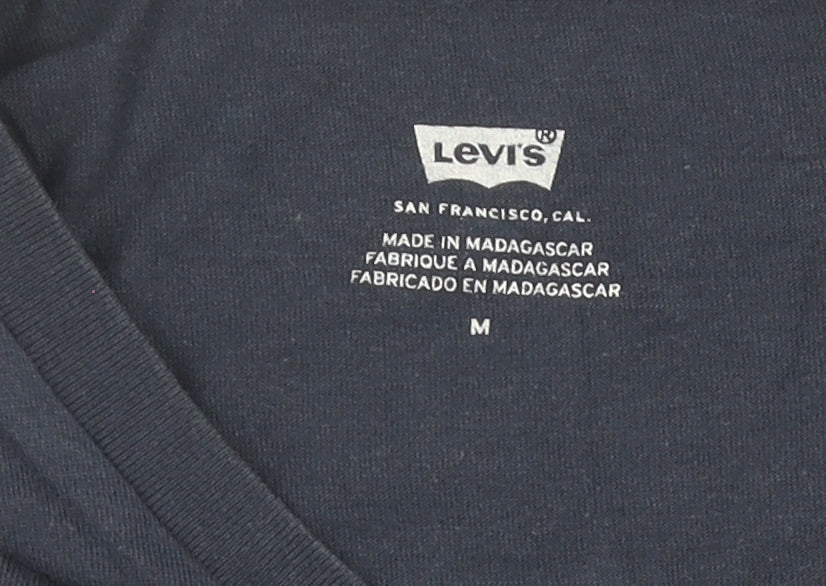 Levi's®
SAN FRANCISCO, CAL.
MADE IN MADAGASCAR
FABRIQUE A MADAGASCAR
FABRICADO EN MADAGASCAR
M